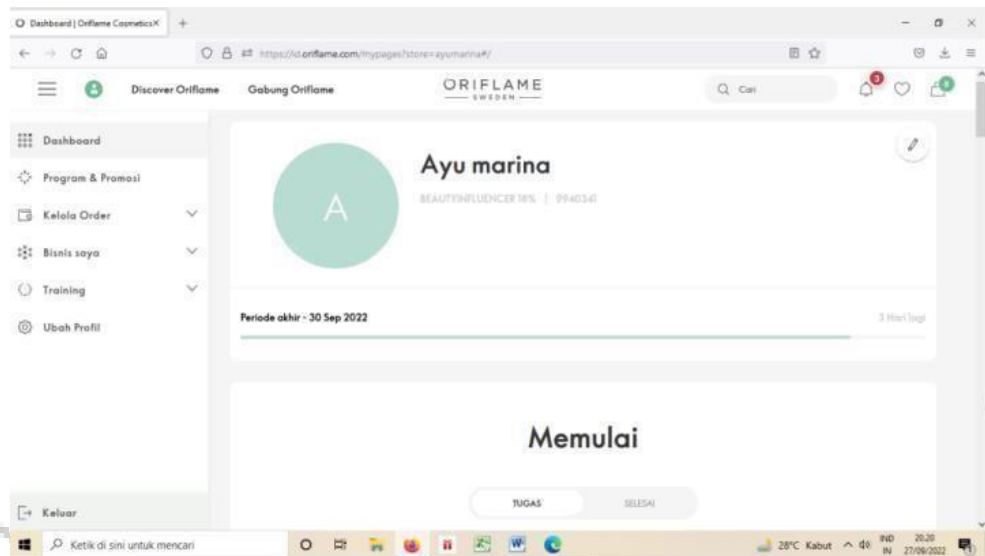 Dashboard | Oriflame Cosmetics
https://id.oriflame.com/mypages?store=ayumarina#/
3
Discover Oriflame
Gabung Oriflame
ORIFLAME
SWEDEN
Cari
Dashboard
Program & Promosi
Kelola Order
Bisnis saya
Training
Ubah Profil
Keluar
A
Ayu marina
BEAUTYINFLUENCER 18% | 9940341
Periode akhir - 30 Sep 2022
3 Hari lagi
Memulai
TUGAS
SELESAI
Ketik di sini untuk mencari
28°C Kabut
IND
IN
20.20
27/09/2022